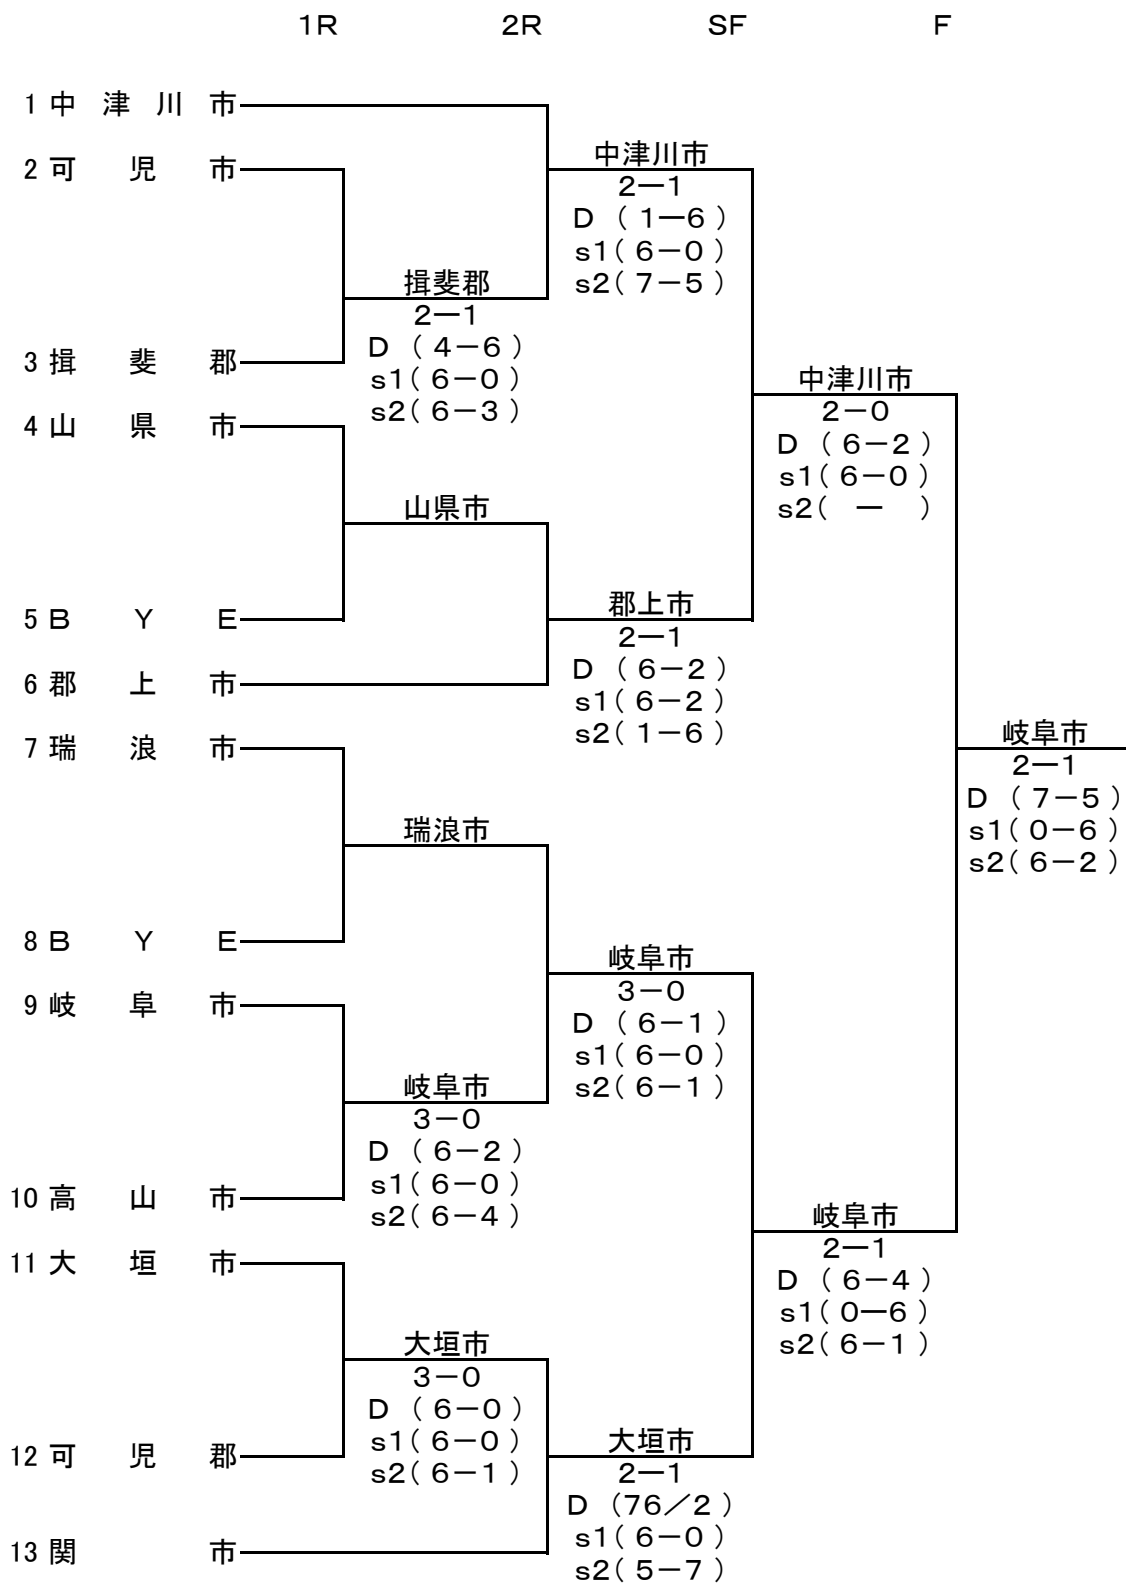 1R 2R SF F
1 中津川市
2 可児市
3 揖斐郡
4 山県市
5 BYE
6 郡上市
7 瑞浪市
8 BYE
9 岐阜市
10 高山市
11 大垣市
12 可児郡
13 関市
揖斐郡
2－1
D （ 4－6 ）
s1( 6－0 )
s2( 6－3 )
山県市
瑞浪市
岐阜市
3－0
D （ 6－2 ）
s1( 6－0 )
s2( 6－4 )
大垣市
3－0
D （ 6－0 ）
s1( 6－0 )
s2( 6－1 )
中津川市
2－1
D （ 1－6 ）
s1( 6－0 )
s2( 7－5 )
郡上市
2－1
D （ 6－2 ）
s1( 6－2 )
s2( 1－6 )
岐阜市
3－0
D （ 6－1 ）
s1( 6－0 )
s2( 6－1 )
大垣市
2－1
D （76／2 ）
s1( 6－0 )
s2( 5－7 )
中津川市
2－0
D （ 6－2 ）
s1( 6－0 )
s2( － )
岐阜市
2－1
D （ 6－4 ）
s1( 0－6 )
s2( 6－1 )
岐阜市
2－1
D （ 7－5 ）
s1( 0－6 )
s2( 6－2 )